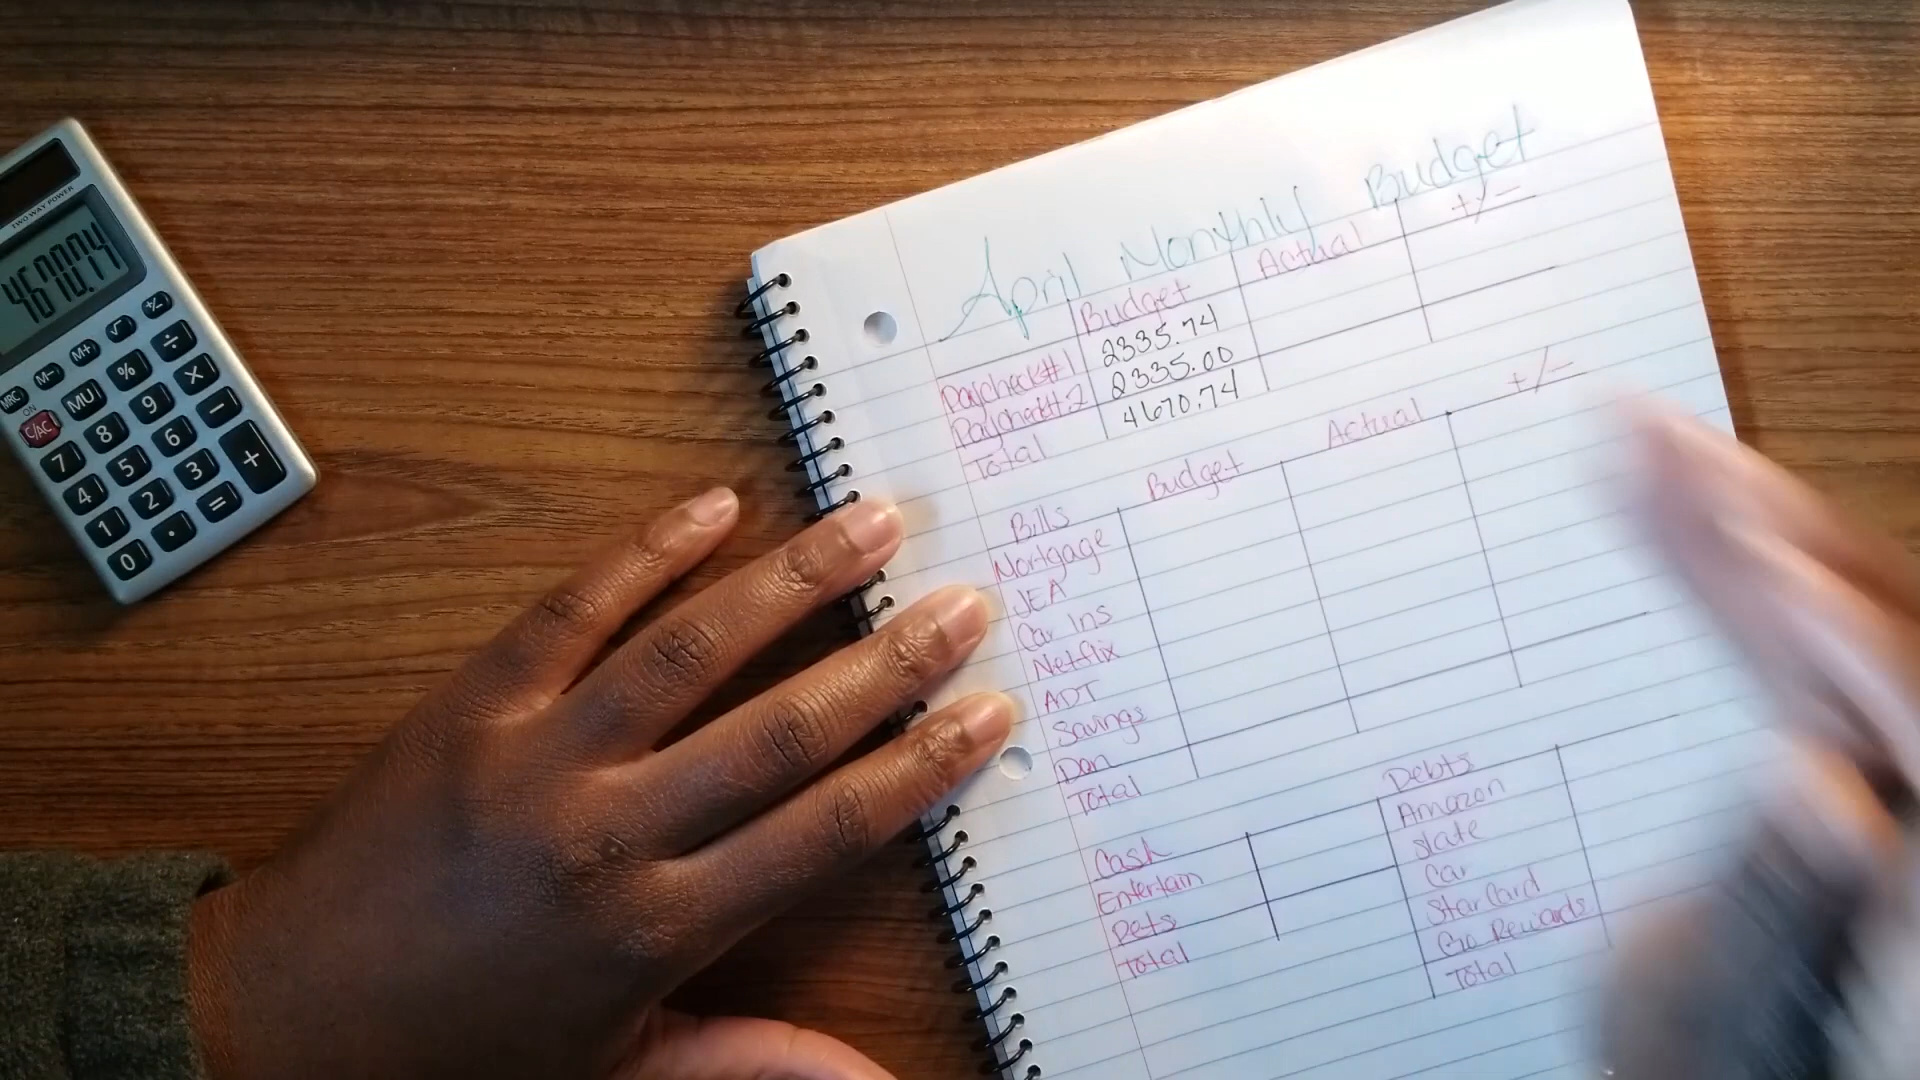 TWO WAY POWER
4670.74
+/-
√
÷
M+
%
×
M-
MU
9
−
MRC
ON
C/AC
8
6
+
7
5
3
4
2
=
1
.
0
April Monthly Budget
Budget Actual +/-
Paycheck#1 2335.74
Paycheck#2 2335.00
Total 4670.74
Bills Budget Actual +/-
Mortgage
JEA
Car Ins
Netflix
ADT
Savings
Dan
Total
Cash
Entertain
Pets
Total
Debts
Amazon
Slate
Car
Star Card
Go Rewards
Total